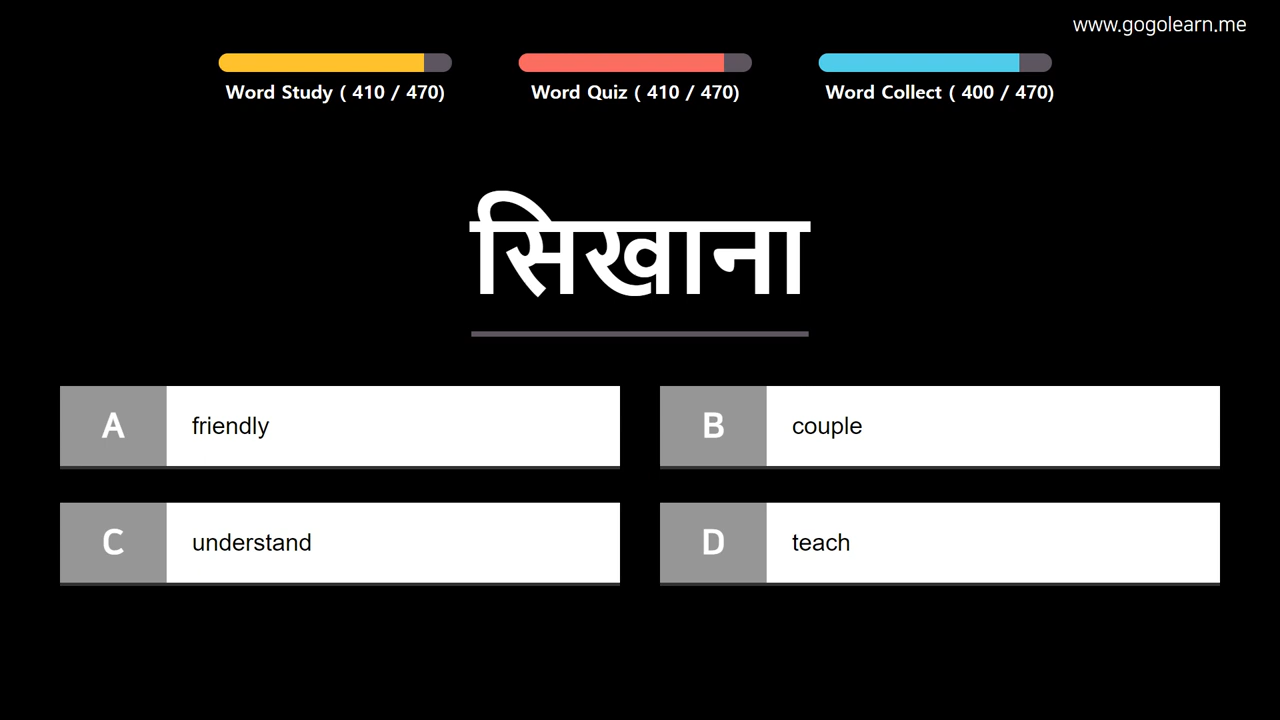 www.gogolearn.me
Word Study ( 410 / 470)
Word Quiz ( 410 / 470)
Word Collect ( 400 / 470)
सिखाना
A friendly
B couple
C understand
D teach